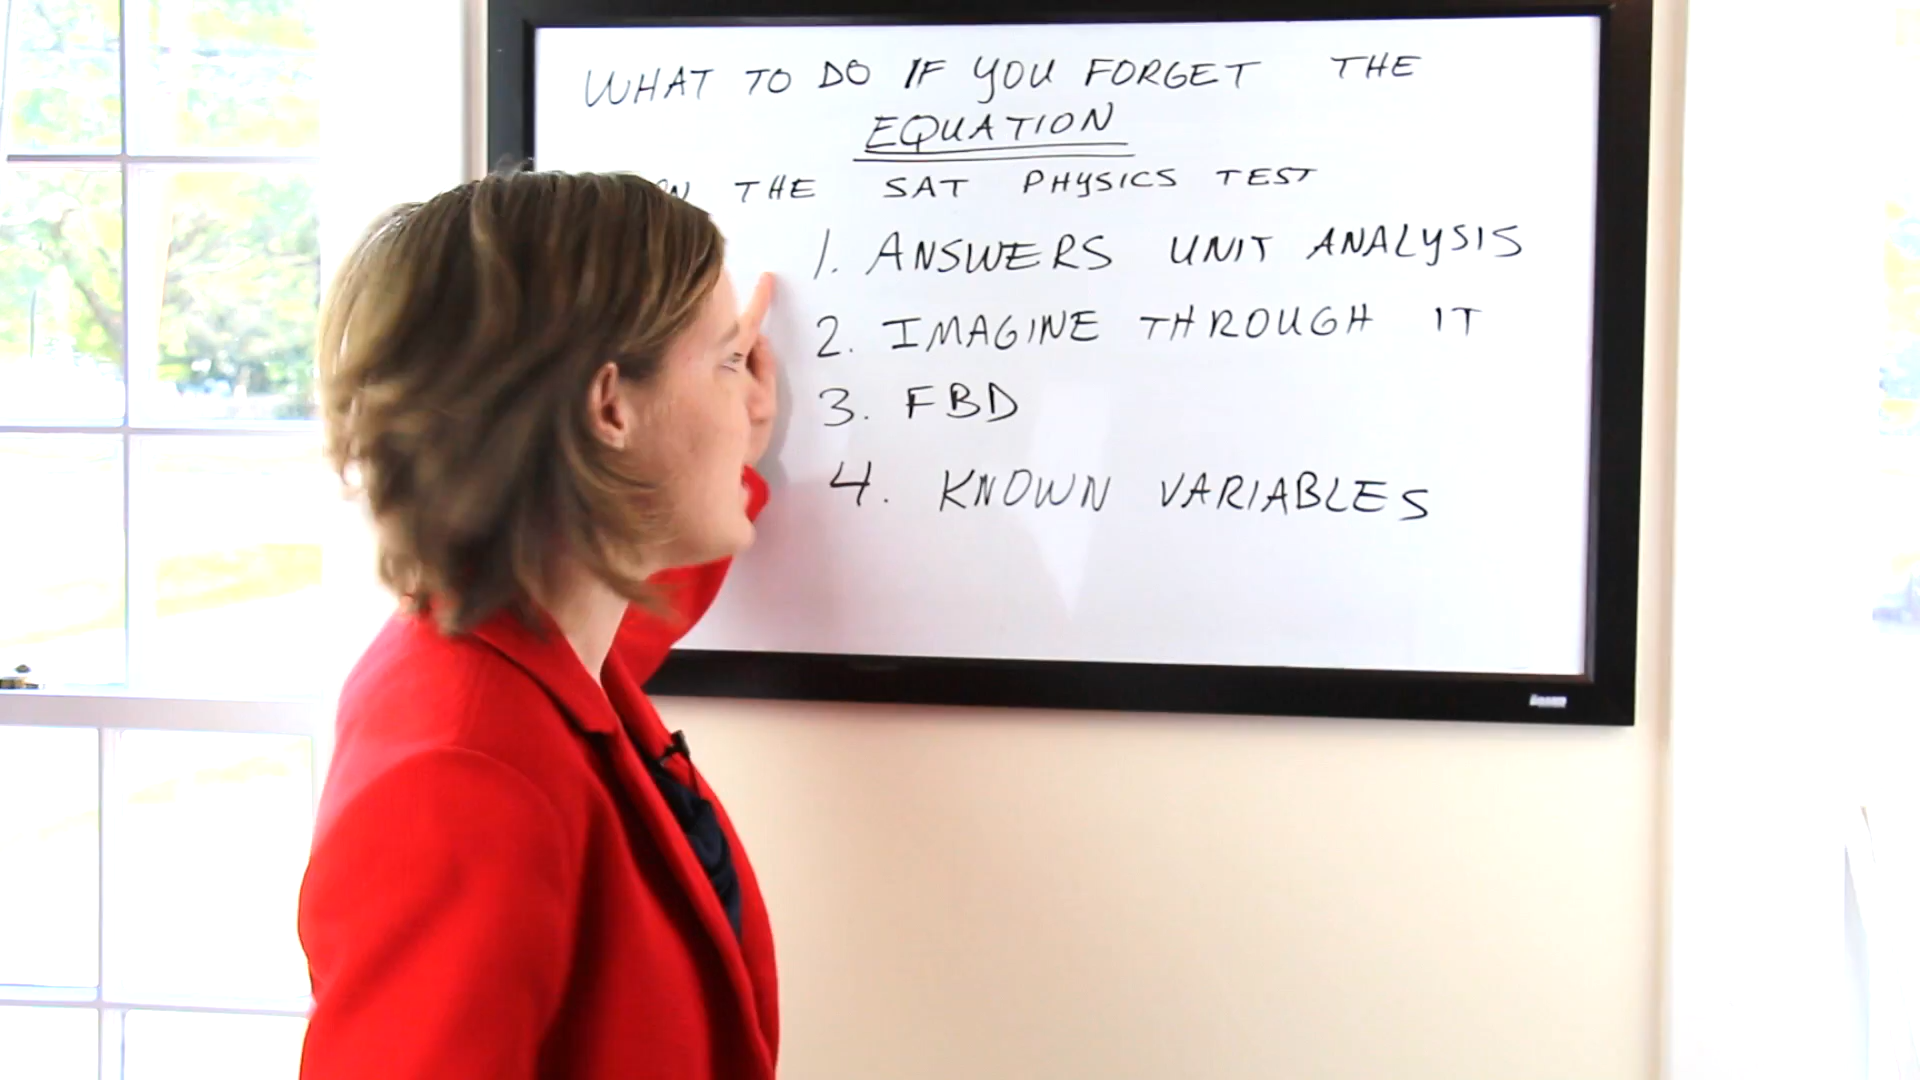 WHAT TO DO IF YOU FORGET THE
EQUATION
ON THE SAT PHYSICS TEST
1. ANSWERS UNIT ANALYSIS
2. IMAGINE THROUGH IT
3. FBD
4. KNOWN VARIABLES